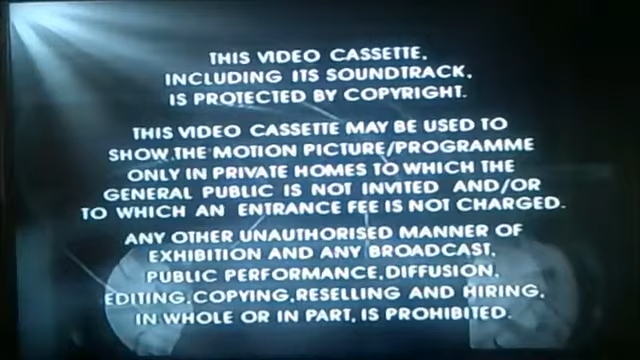 THIS VIDEO CASSETTE,
INCLUDING ITS SOUNDTRACK,
IS PROTECTED BY COPYRIGHT.
THIS VIDEO CASSETTE MAY BE USED TO
SHOW THE MOTION PICTURE/PROGRAMME
ONLY IN PRIVATE HOMES TO WHICH THE
GENERAL PUBLIC IS NOT INVITED AND/OR
TO WHICH AN ENTRANCE FEE IS NOT CHARGED.
ANY OTHER UNAUTHORISED MANNER OF
EXHIBITION AND ANY BROADCAST,
PUBLIC PERFORMANCE, DIFFUSION,
EDITING, COPYING, RESELLING AND HIRING,
IN WHOLE OR IN PART, IS PROHIBITED.